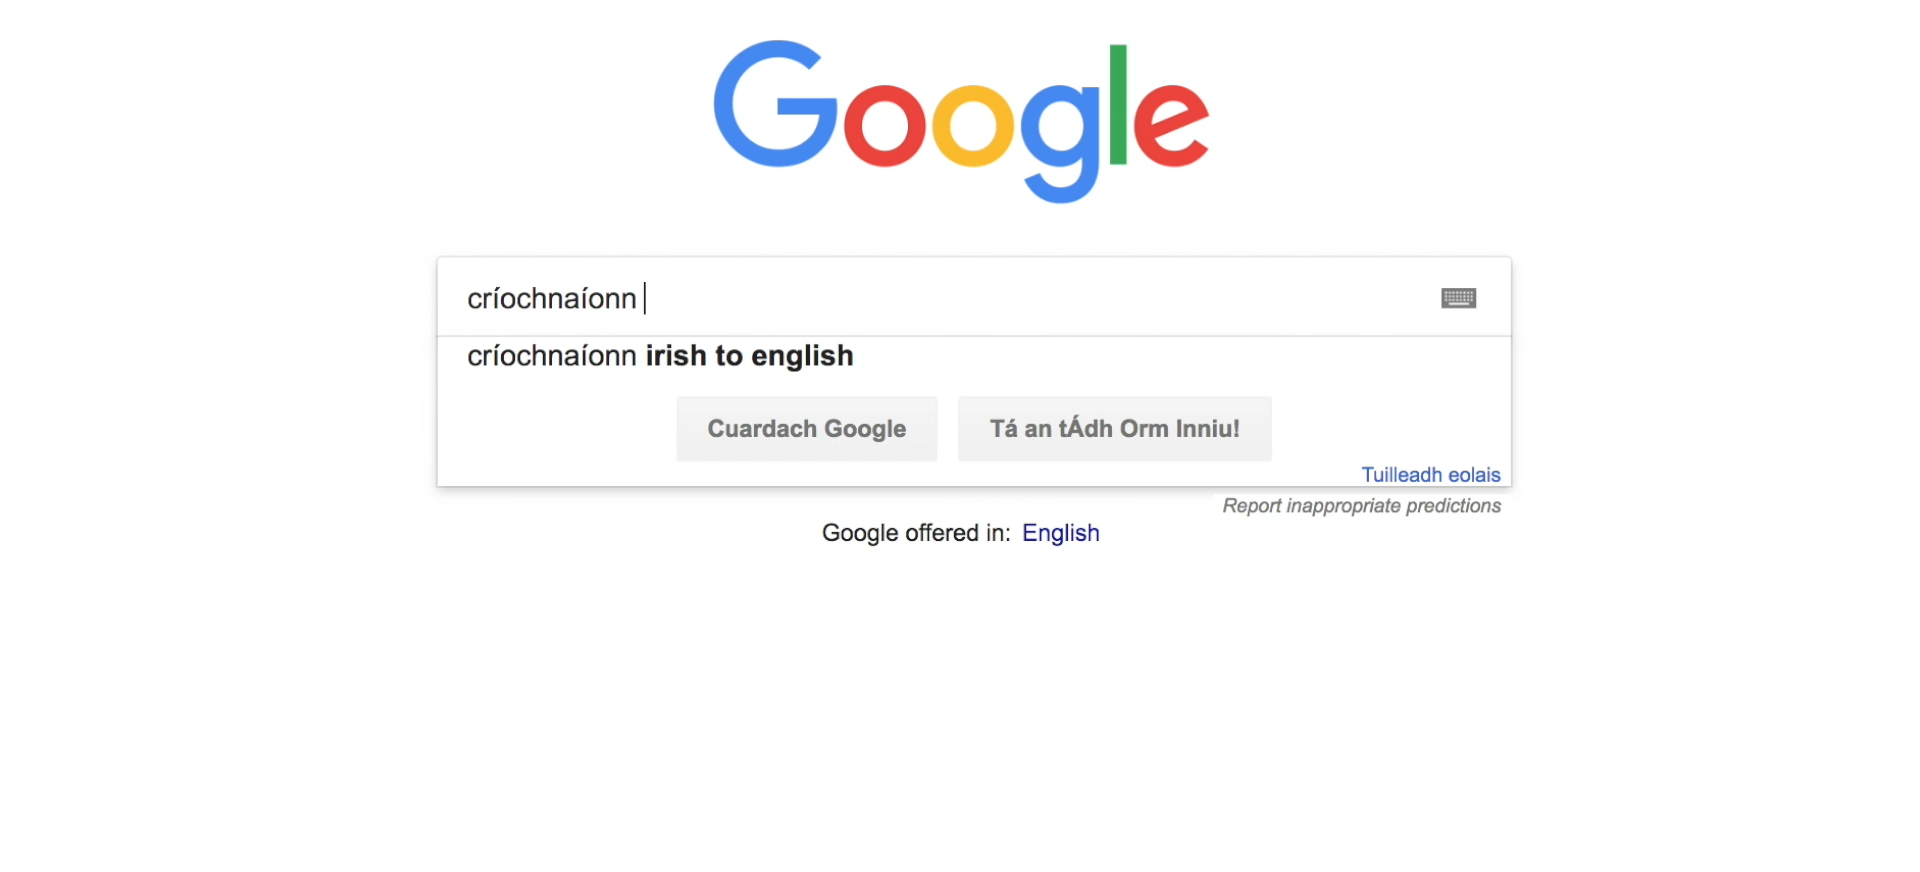 Google
críochnaíonn
críochnaíonn irish to english
Cuardach Google
Tá an tÁdh Orm Inniu!
Tuilleadh eolais
Report inappropriate predictions
Google offered in: English